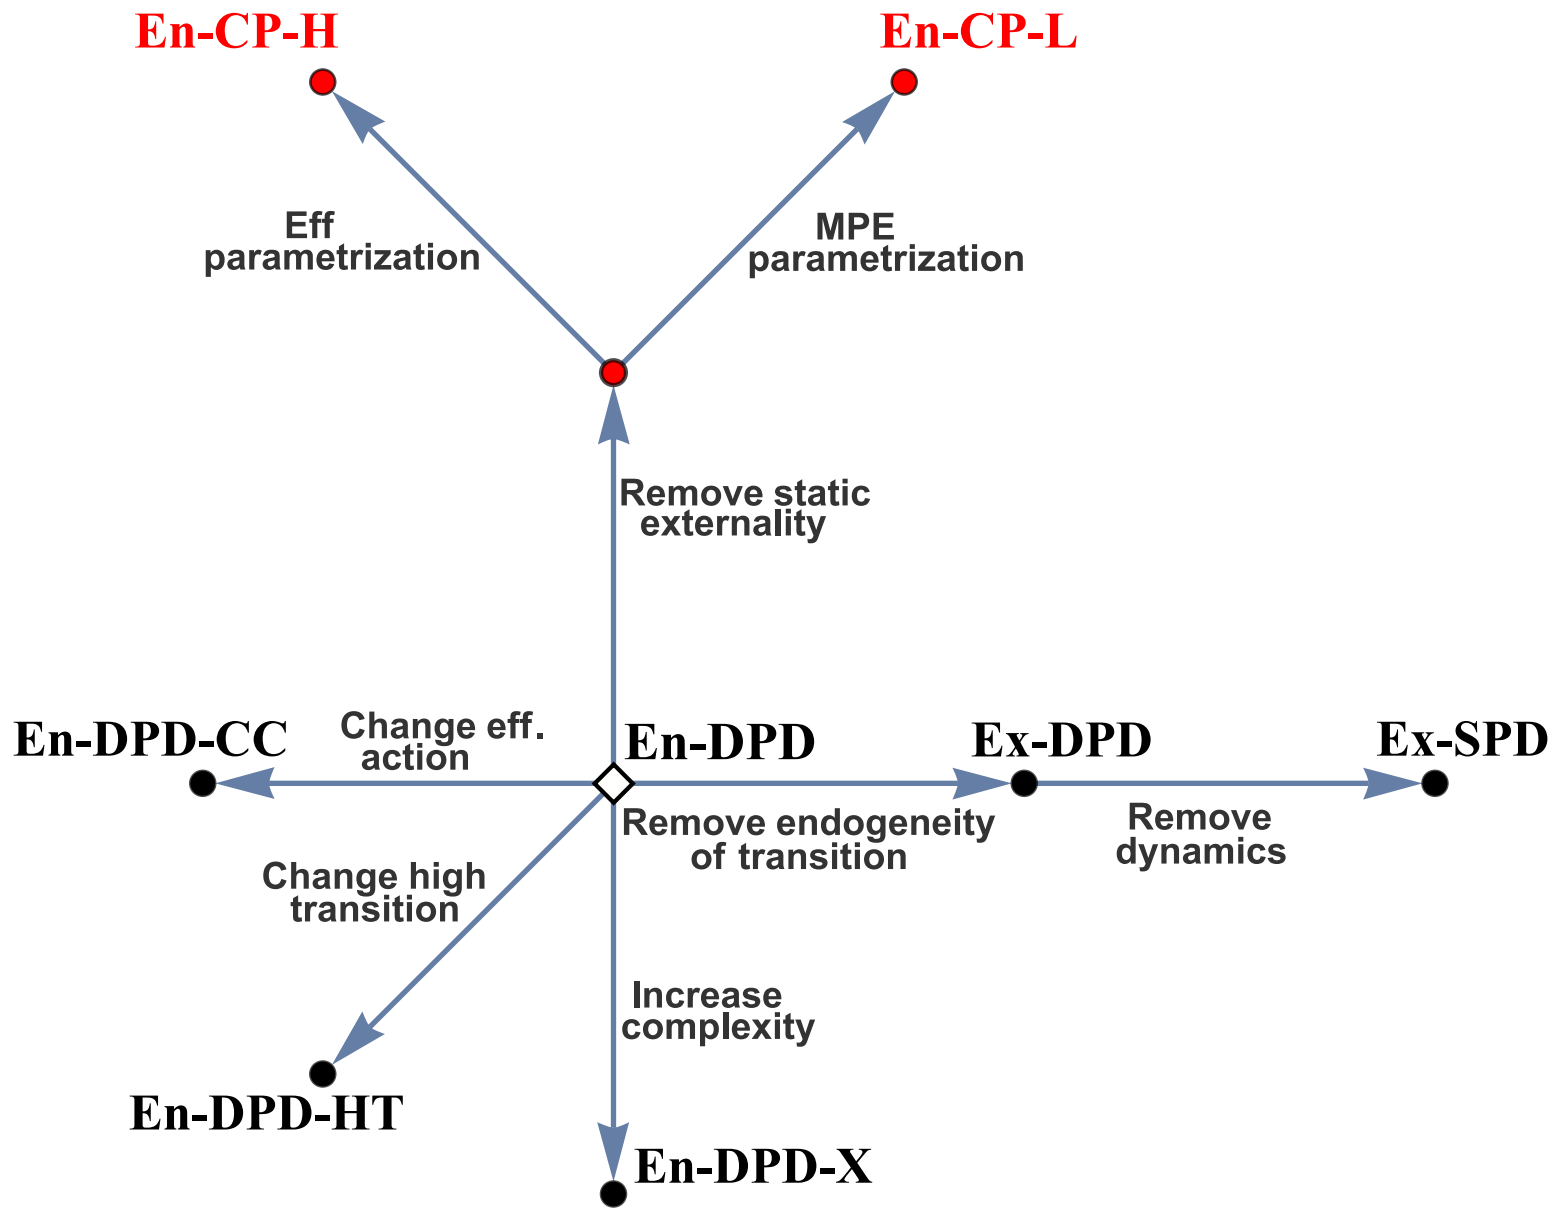 En-CP-H
En-CP-L
Eff
parametrization
MPE
parametrization
Remove static
externality
En-DPD-CC
Change eff.
action
En-DPD
Ex-DPD
Ex-SPD
Remove endogeneity
of transition
Remove
dynamics
Change high
transition
Increase
complexity
En-DPD-HT
En-DPD-X